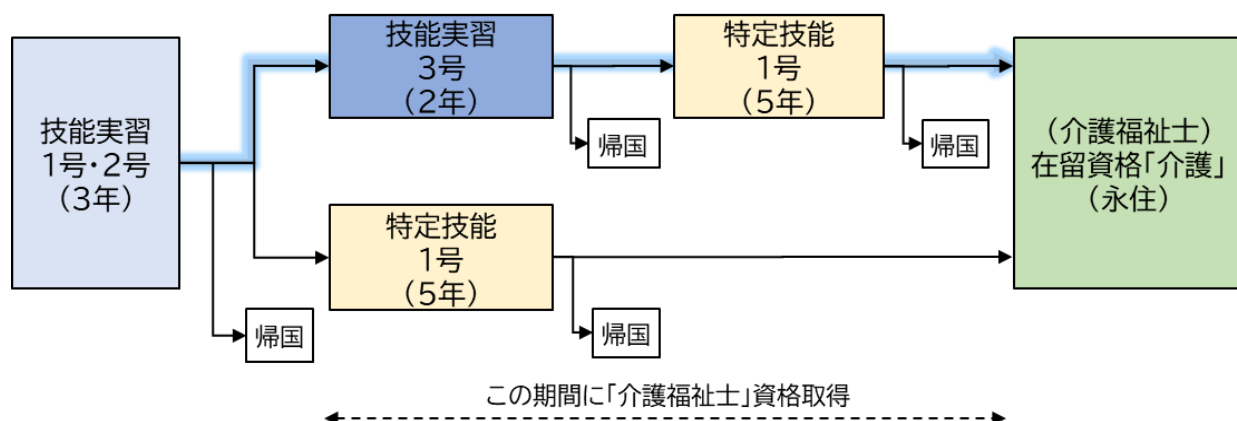 技能実習
1号・2号
（3年）
技能実習
3号
（2年）
帰国
特定技能
1号
（5年）
帰国
特定技能
1号
（5年）
帰国
帰国
（介護福祉士）
在留資格「介護」
（永住）
この期間に「介護福祉士」資格取得